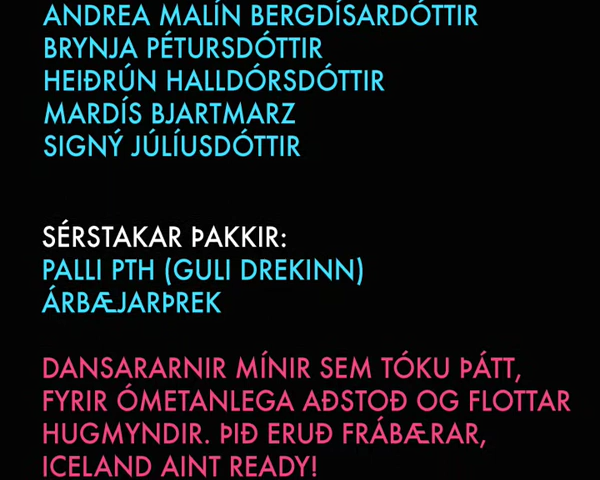 ANDREA MALÍN BERGDÍSARDÓTTIR
BRYNJA PÉTURSDÓTTIR
HEIÐRÚN HALLDÓRSDÓTTIR
MARDÍS BJARTMARZ
SIGNÝ JÚLÍUSDÓTTIR
SÉRSTAKAR ÞAKKIR:
PALLI PTH (GULI DREKINN)
ÁRBÆJARÞREK
DANSARARNIR MÍNIR SEM TÓKU ÞÁTT,
FYRIR ÓMETANLEGA AÐSTOÐ OG FLOTTAR
HUGMYNDIR. ÞIÐ ERUÐ FRÁBÆRAR,
ICELAND AINT READY!